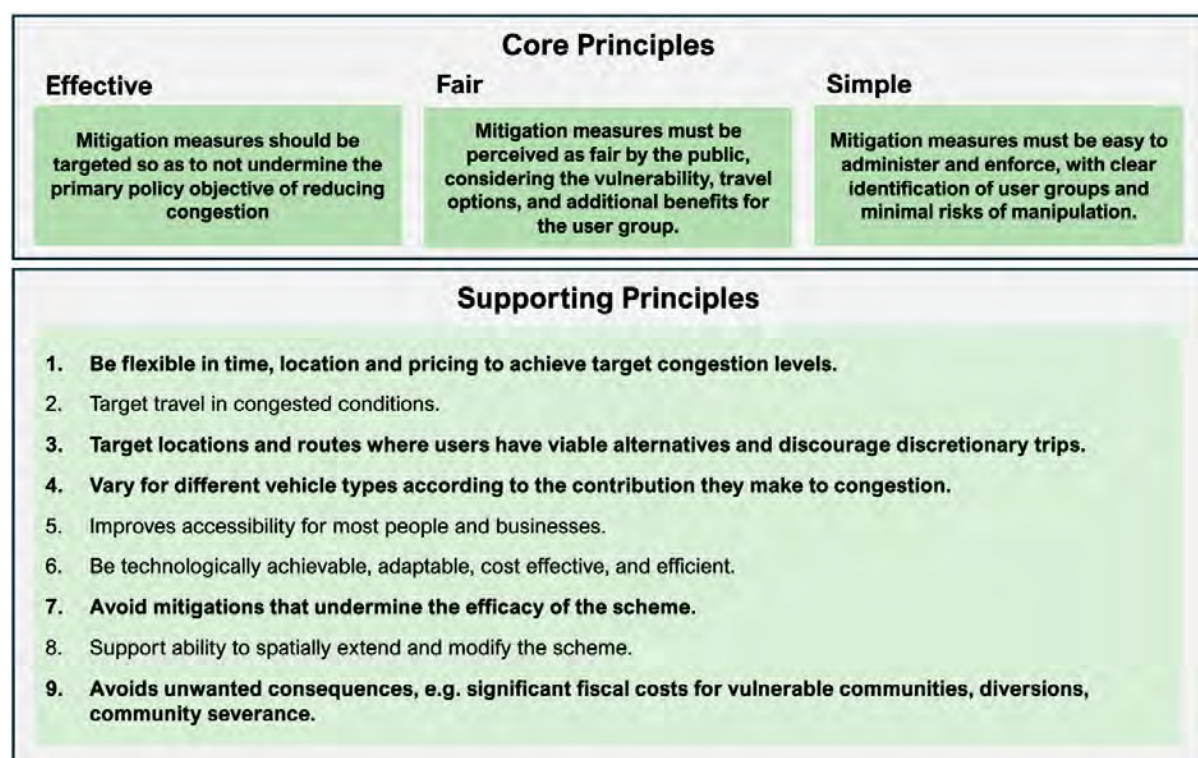 Core Principles
Effective
Mitigation measures should be
targeted so as to not undermine the
primary policy objective of reducing
congestion
Fair
Mitigation measures must be
perceived as fair by the public,
considering the vulnerability, travel
options, and additional benefits for
the user group.
Simple
Mitigation measures must be easy to
administer and enforce, with clear
identification of user groups and
minimal risks of manipulation.
Supporting Principles
1. Be flexible in time, location and pricing to achieve target congestion levels.
2. Target travel in congested conditions.
3. Target locations and routes where users have viable alternatives and discourage discretionary trips.
4. Vary for different vehicle types according to the contribution they make to congestion.
5. Improves accessibility for most people and businesses.
6. Be technologically achievable, adaptable, cost effective, and efficient.
7. Avoid mitigations that undermine the efficacy of the scheme.
8. Support ability to spatially extend and modify the scheme.
9. Avoids unwanted consequences, e.g. significant fiscal costs for vulnerable communities, diversions,
community severance.